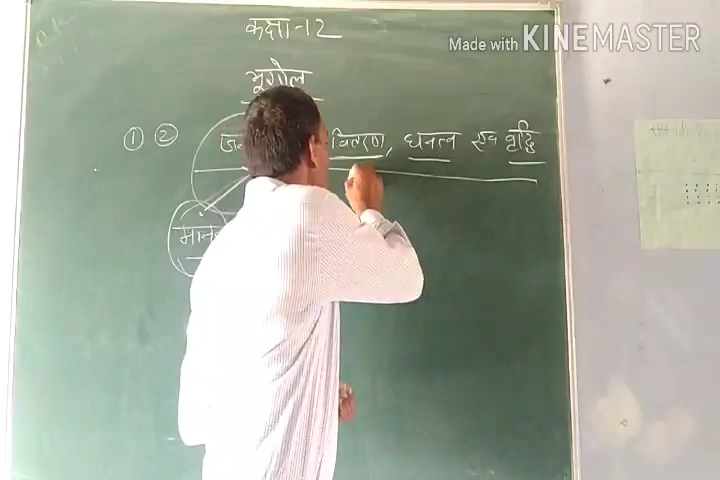 कक्षा-12
Made with KINEMASTER
भूगोल
① ② वितरण, घनत्व एवं वृद्धि